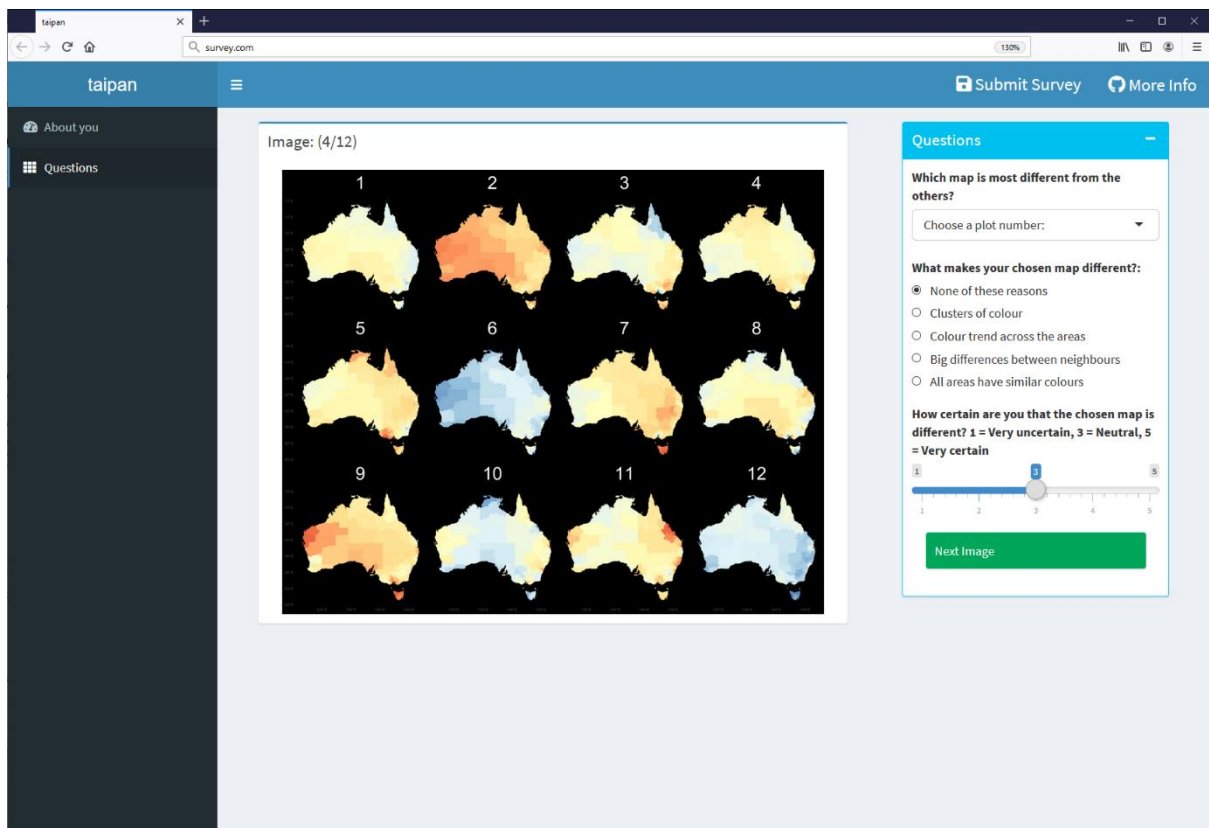 taipan
survey.com
130%
taipan
Submit Survey
More Info
About you
Questions
Image: (4/12)
1 2 3 4
5 6 7 8
9 10 11 12
Questions
Which map is most different from the
others?
Choose a plot number:
What makes your chosen map different?:
None of these reasons
Clusters of colour
Colour trend across the areas
Big differences between neighbours
All areas have similar colours
How certain are you that the chosen map is
different? 1 = Very uncertain, 3 = Neutral, 5
= Very certain
1 3 5
1 2 3 4 5
Next Image